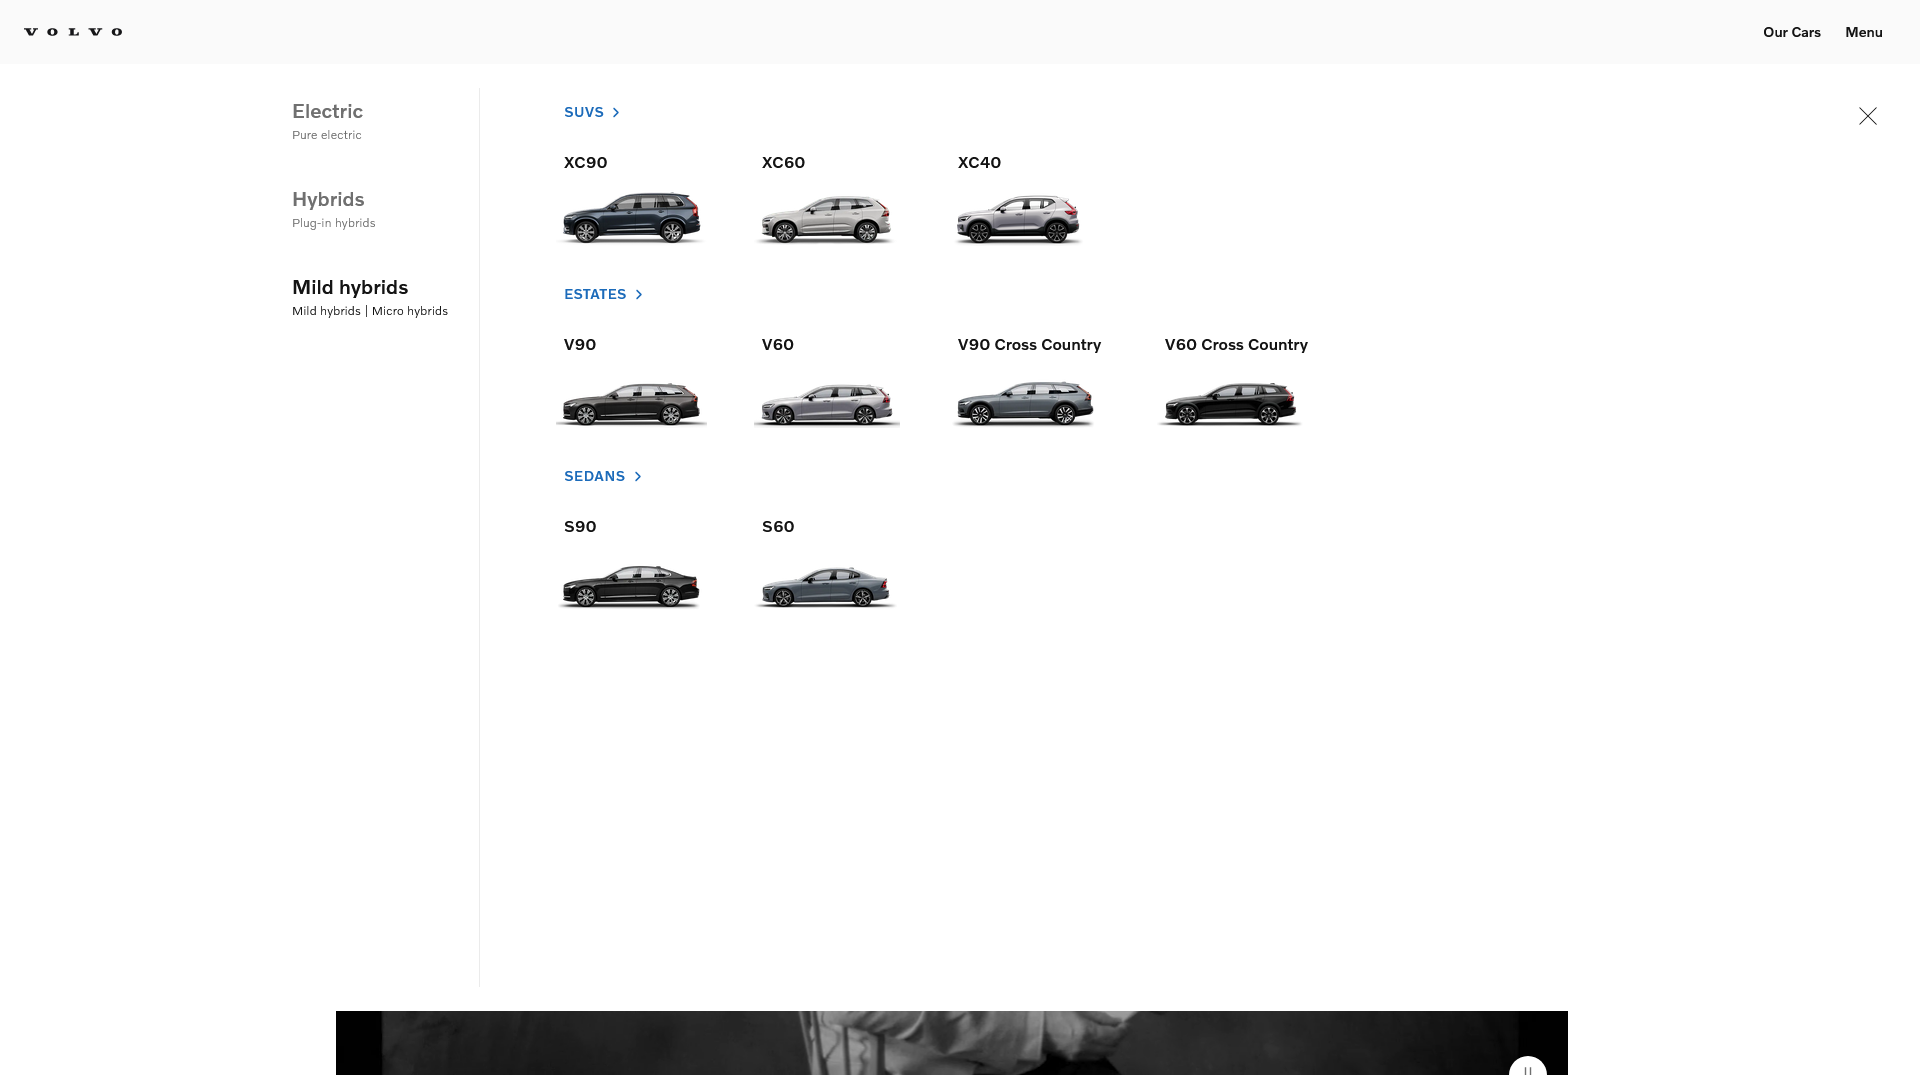 VOLVO
Our Cars
Menu
Electric
Pure electric
Hybrids
Plug-in hybrids
Mild hybrids
Mild hybrids | Micro hybrids
SUVS
XC90
XC60
XC40
ESTATES
V90
V60
V90 Cross Country
V60 Cross Country
SEDANS
S90
S60